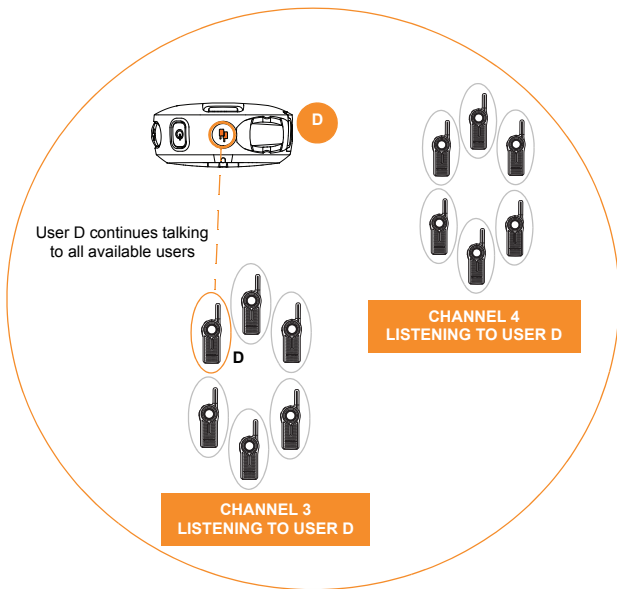 D
User D continues talking
to all available users
D
CHANNEL 4
LISTENING TO USER D
CHANNEL 3
LISTENING TO USER D